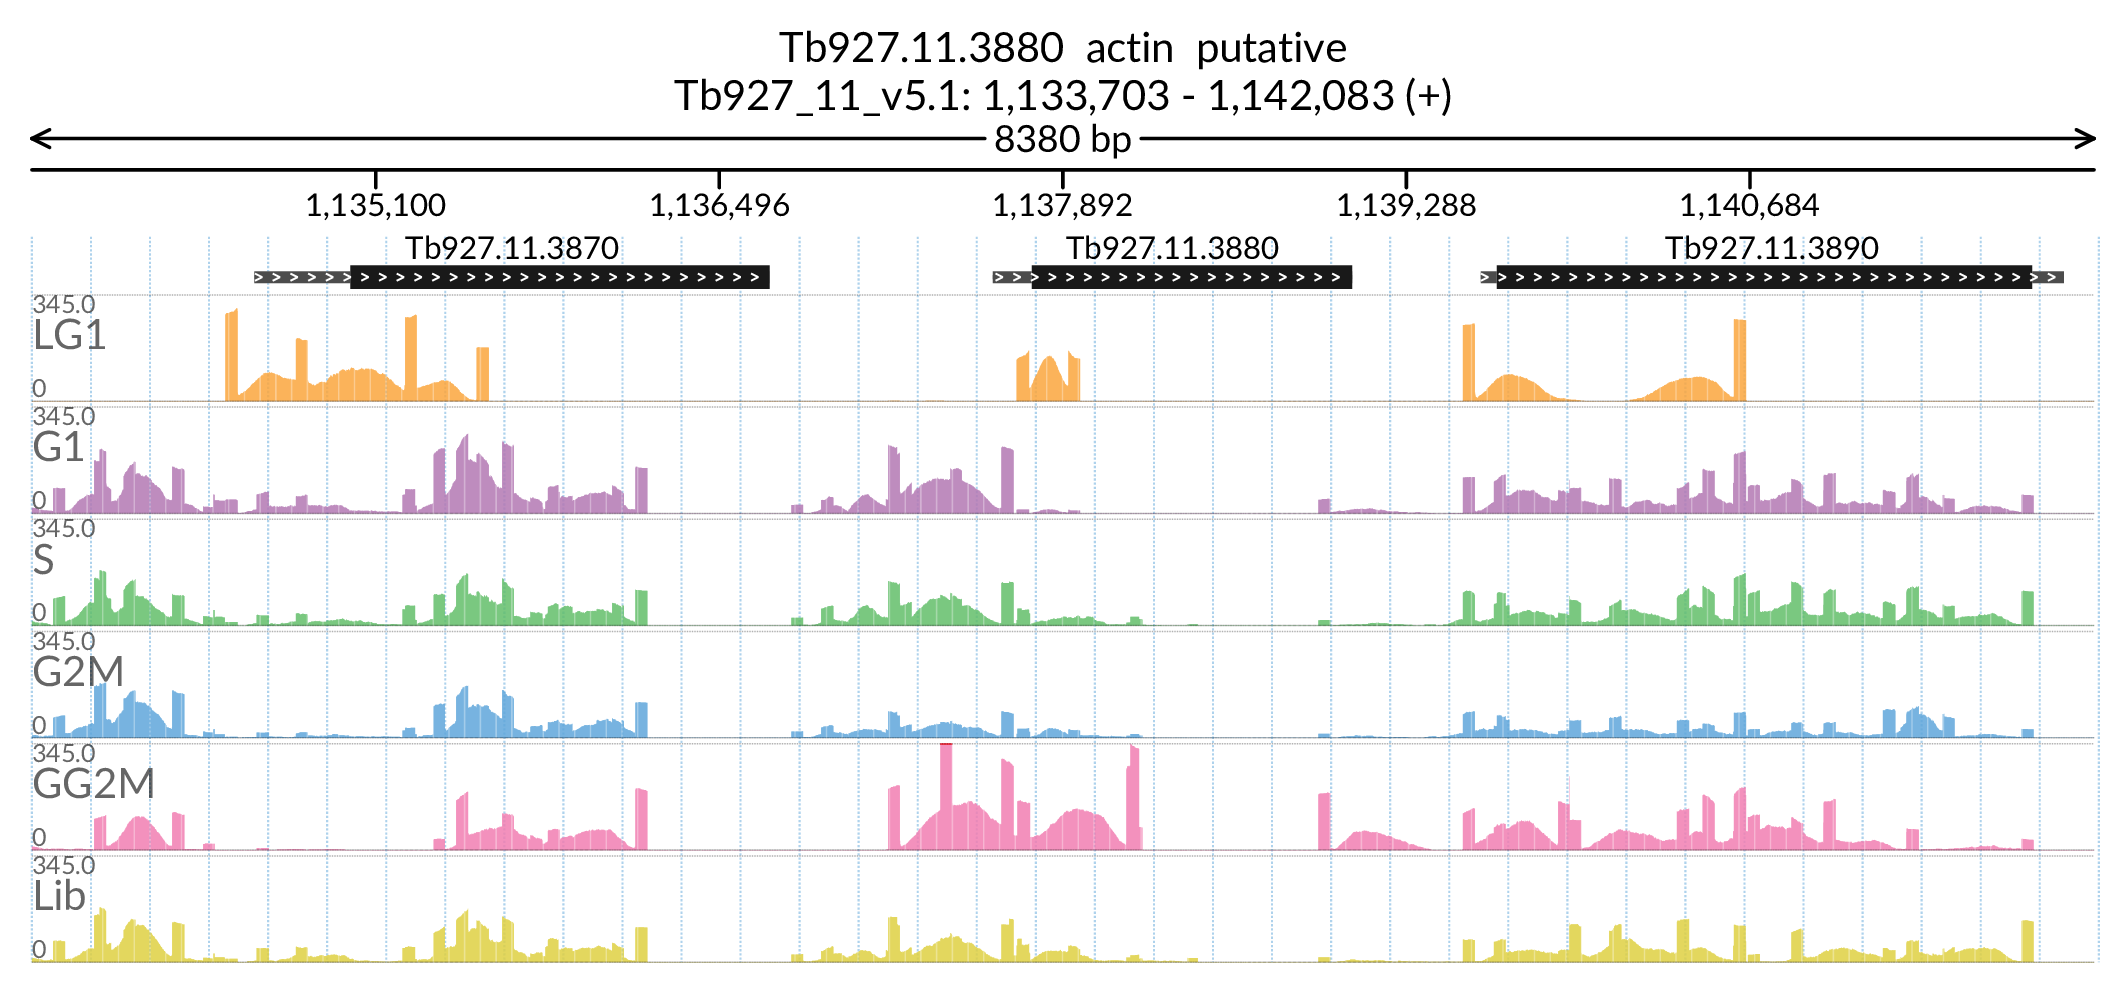 Tb927.11.3880 actin putative
Tb927_11_v5.1: 1,133,703 - 1,142,083 (+)
8380 bp
1,135,100 1,136,496 1,137,892 1,139,288 1,140,684
Tb927.11.3870 Tb927.11.3880 Tb927.11.3890
345.0
LG1
0
345.0
G1
0
345.0
S
0
345.0
G2M
0
345.0
GG2M
0
345.0
Lib
0